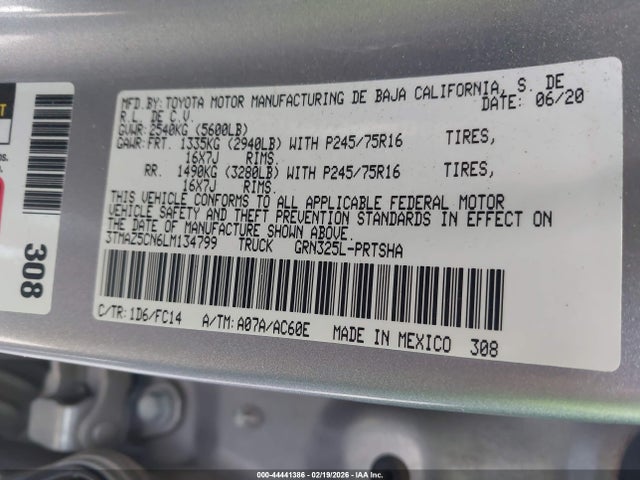 MFD.BY:TOYOTA MOTOR MANUFACTURING DE BAJA CALIFORNIA, S. DE
R.L. DE C.V. DATE: 06/20
GVWR:2540KG (5600LB)
GAWR:FRT. 1335KG (2940LB) WITH P245/75R16 TIRES,
16X7J RIMS.
RR. 1490KG (3280LB) WITH P245/75R16 TIRES,
16X7J RIMS.
THIS VEHICLE CONFORMS TO ALL APPLICABLE FEDERAL MOTOR
VEHICLE SAFETY AND THEFT PREVENTION STANDARDS IN EFFECT ON
THE DATE OF MANUFACTURE SHOWN ABOVE.
3TMAZ5CN6LM134799 TRUCK GRN325L-PRTSHA
C/TR:1D6/FC14 A/TM:A07A/AC60E MADE IN MEXICO 308
308
000-44441386 - 02/19/2026 - IAA Inc.